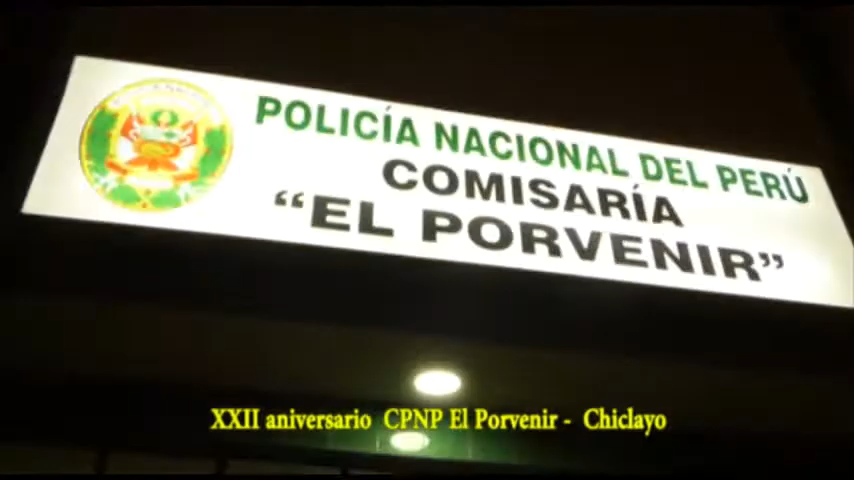 POLICÍA NACIONAL DEL PERÚ
COMISARÍA
“EL PORVENIR”
XXII aniversario CPNP El Porvenir - Chiclayo